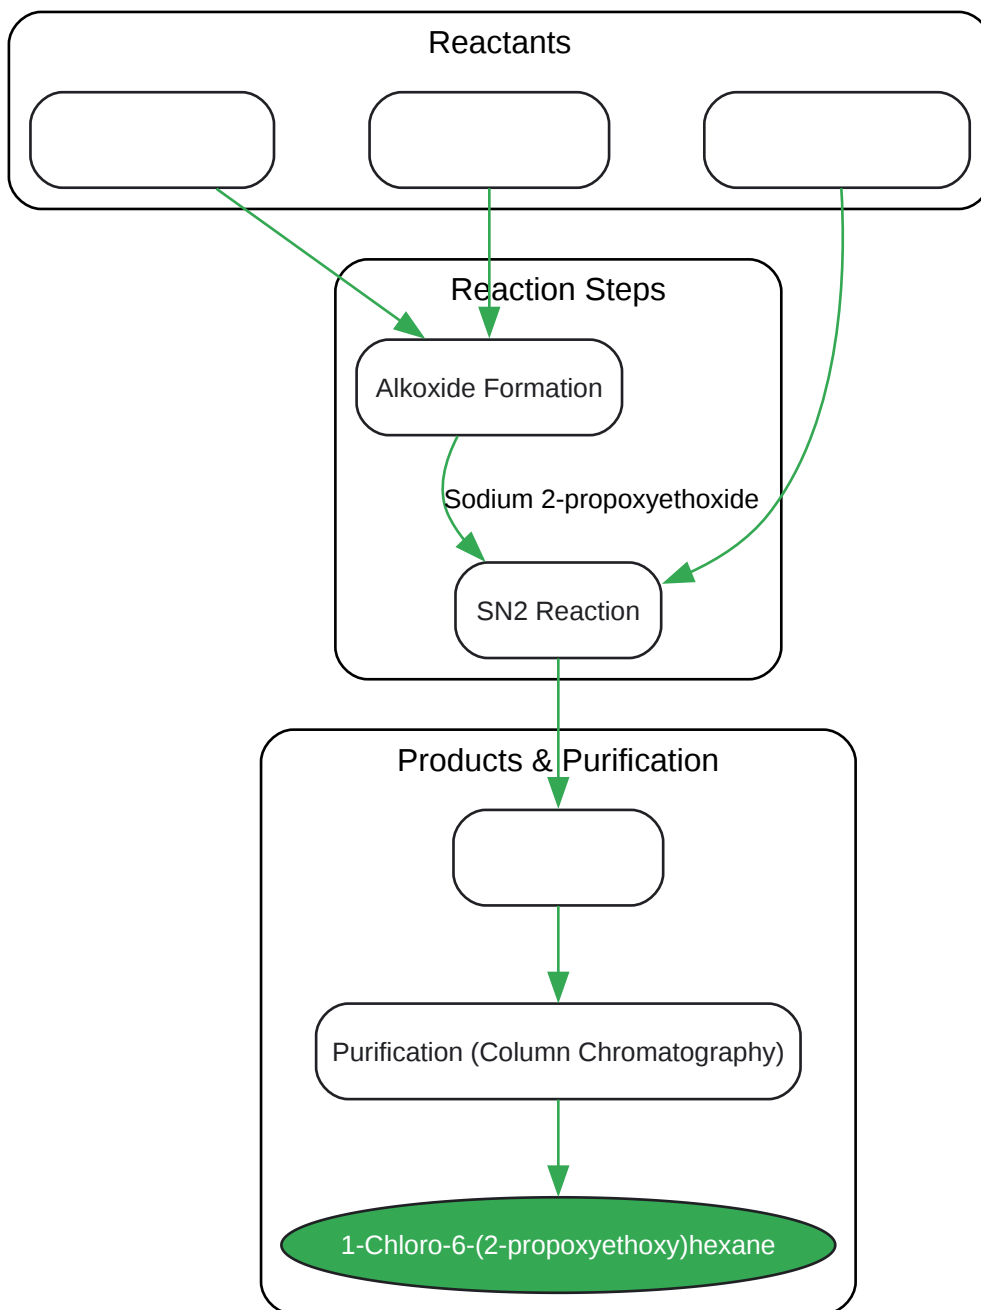 Reactants
Reaction Steps
Alkoxide Formation
Sodium 2-propoxyethoxide
SN2 Reaction
Products & Purification
Purification (Column Chromatography)
1-Chloro-6-(2-propoxyethoxy)hexane